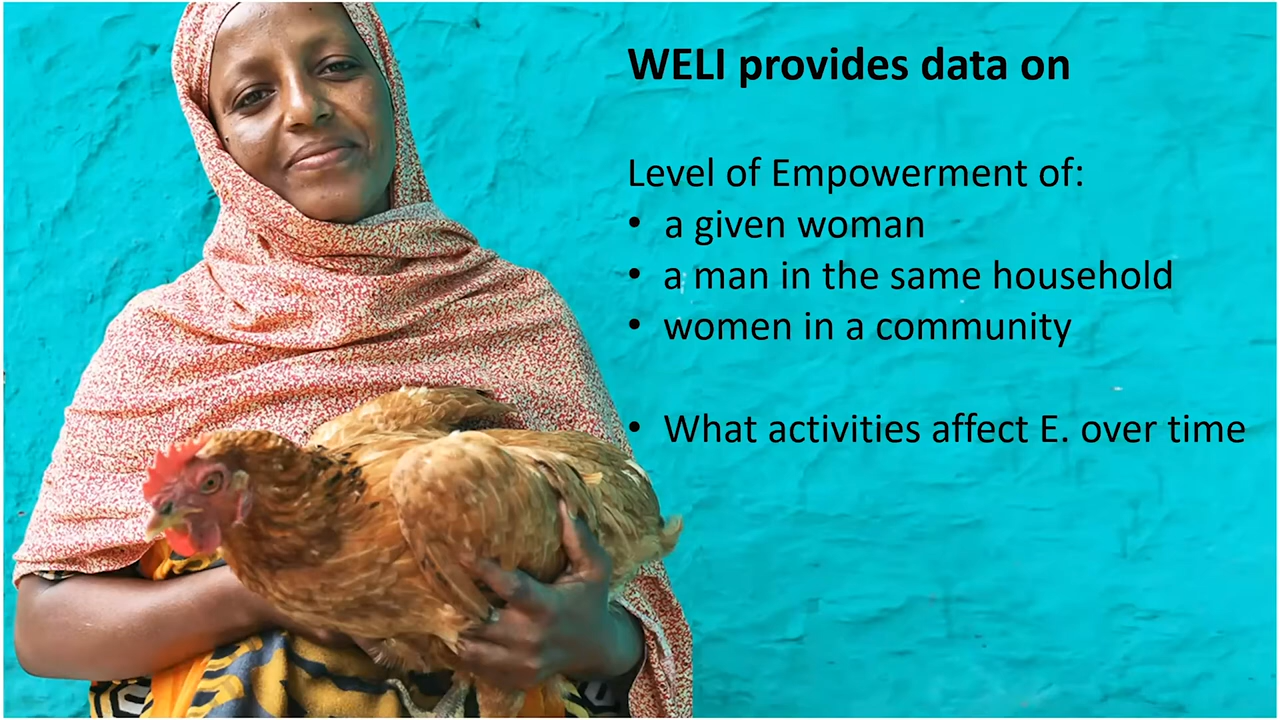 WELI provides data on
Level of Empowerment of:
• a given woman
• a man in the same household
• women in a community
• What activities affect E. over time